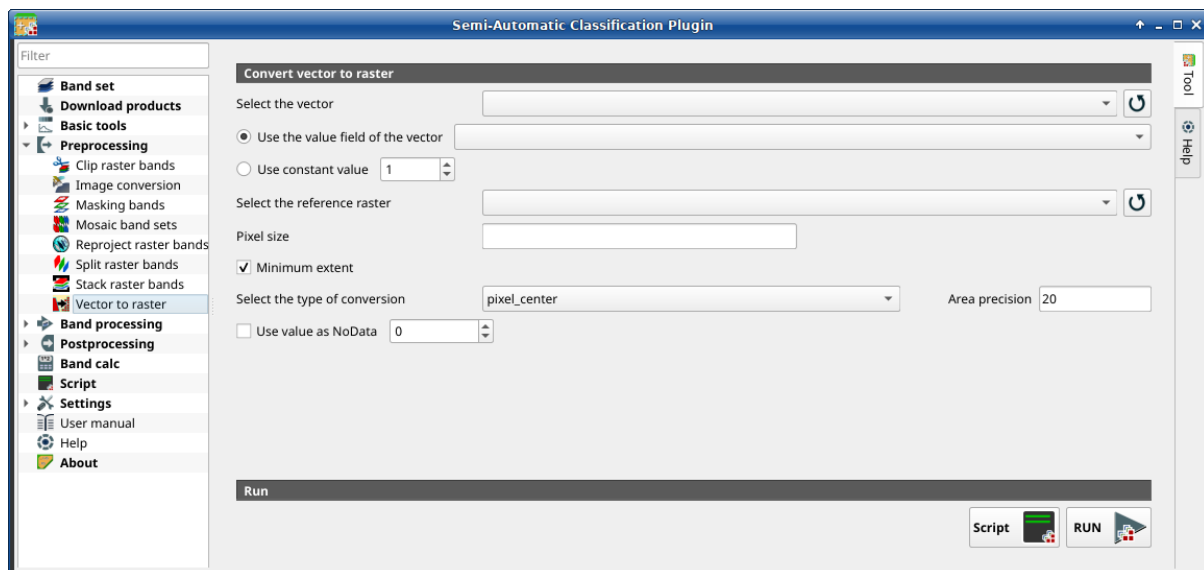 Semi-Automatic Classification Plugin
Filter
Band set
Download products
Basic tools
Preprocessing
Clip raster bands
Image conversion
Masking bands
Mosaic band sets
Reproject raster bands
Split raster bands
Stack raster bands
Vector to raster
Band processing
Postprocessing
Band calc
Script
Settings
User manual
Help
About
Convert vector to raster
Select the vector
Use the value field of the vector
Use constant value 1
Select the reference raster
Pixel size
Minimum extent
Select the type of conversion pixel_center Area precision 20
Use value as NoData 0
Run
Script RUN
Tool
Help